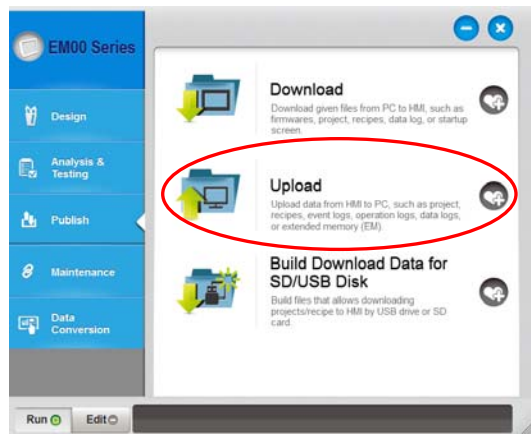 EM00 Series
Design
Analysis &
Testing
Publish
Maintenance
Data
Conversion
Download
Download given files from PC to HMI, such as
firmwares, project, recipes, data log, or startup
screen.
Upload
Upload data from HMI to PC, such as project,
recipes, event logs, operation logs, data logs,
or extended memory (EM).
Build Download Data for
SD/USB Disk
Build files that allows downloading
projects/recipe to HMI by USB drive or SD
card
Run Edit